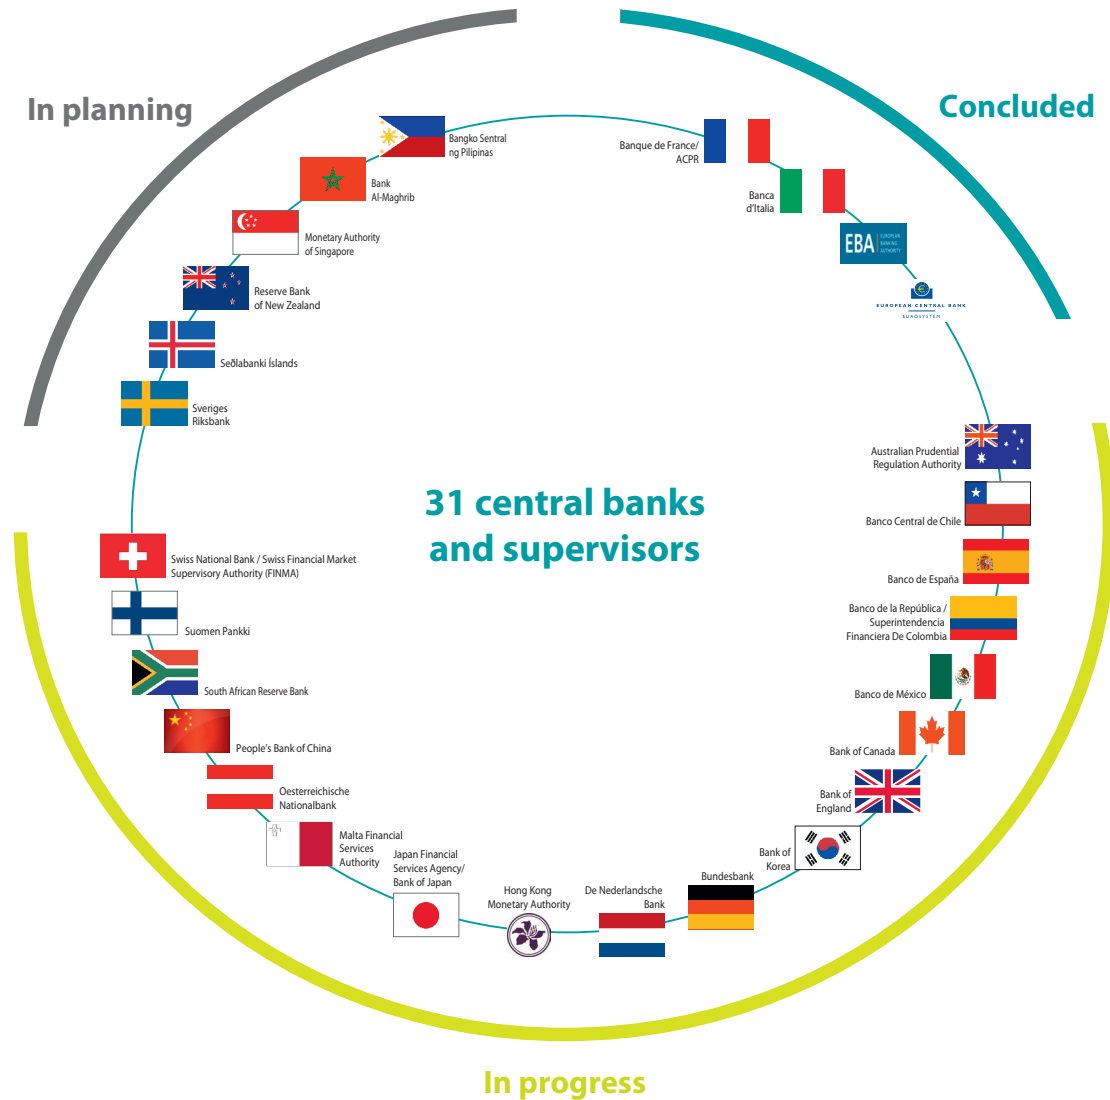 In planning
Concluded
Bangko Sentral
ng Pilipinas
Bank
Al-Maghrib
Monetary Authority
of Singapore
Reserve Bank
of New Zealand
Seðlabanki Íslands
Sveriges
Riksbank
Banque de France/
ACPR
Banca
d'Italia
EBA
EUROPEAN
BANKING
AUTHORITY
EUROPEAN CENTRAL BANK
EUROSYSTEM
31 central banks
and supervisors
Australian Prudential
Regulation Authority
Banco Central de Chile
Banco de España
Banco de la República /
Superintendencia
Financiera De Colombia
Banco de México
Bank of Canada
Bank of
England
Bank of
Korea
Bundesbank
De Nederlandsche
Bank
Hong Kong
Monetary Authority
Japan Financial
Services Agency/
Bank of Japan
Malta Financial
Services
Authority
Oesterreichische
Nationalbank
People's Bank of China
South African Reserve Bank
Suomen Pankki
Swiss National Bank / Swiss Financial Market
Supervisory Authority (FINMA)
In progress